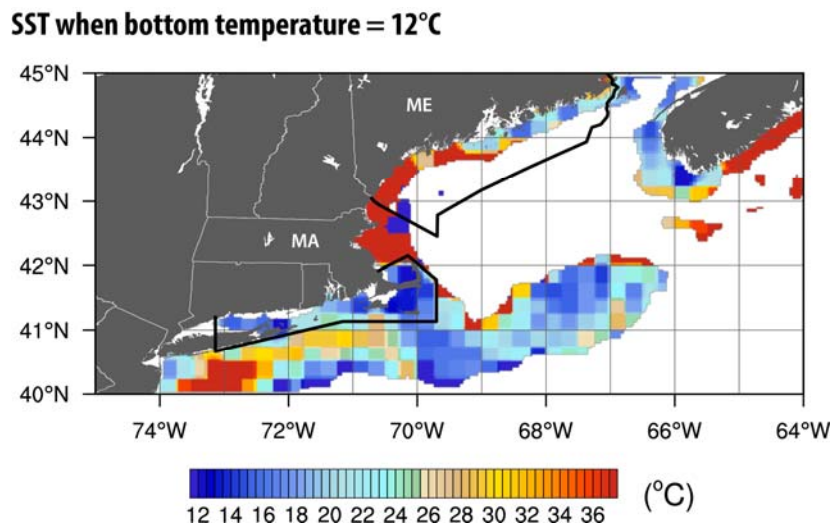 SST when bottom temperature = 12°C
45°N
ME
44°N
43°N
MA
42°N
41°N
40°N
74°W 72°W 70°W 68°W 66°W 64°W
12 14 16 18 20 22 24 26 28 30 32 34 36 (°C)